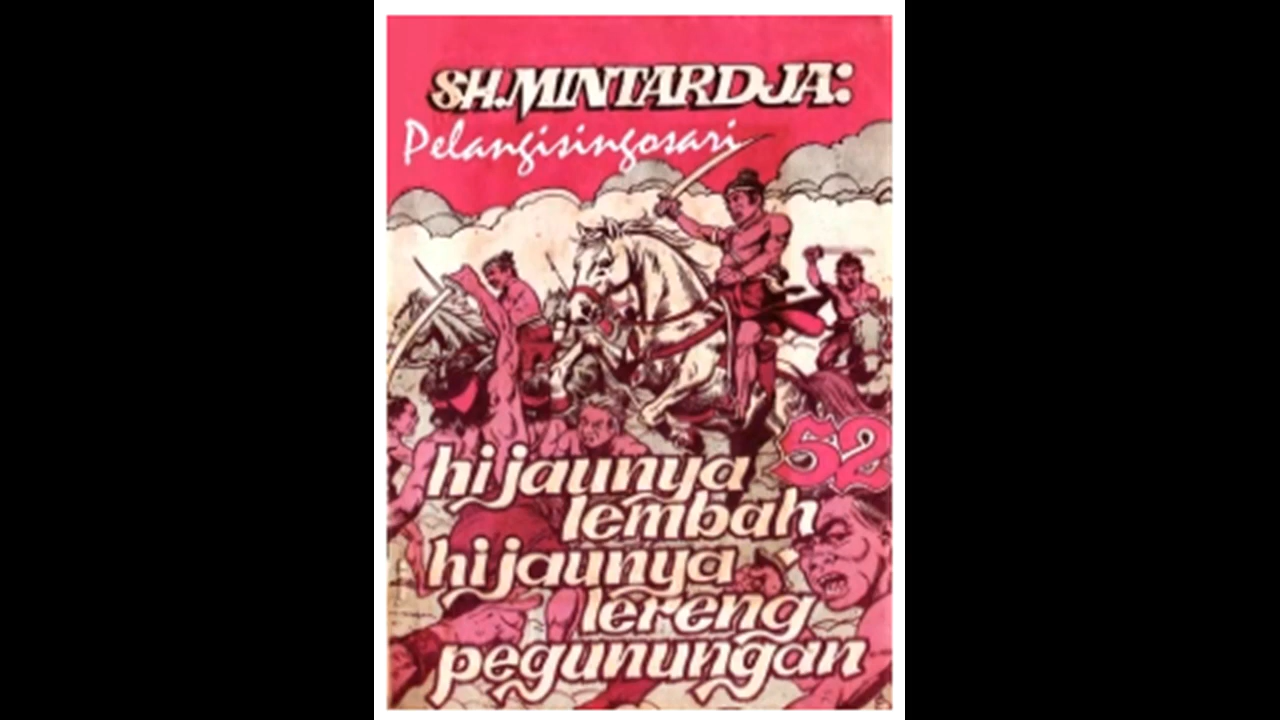 SH.MINTARDJA:
Pelangisingosari
52
hijaunya
lembah
hijaunya
lereng
pegunungan